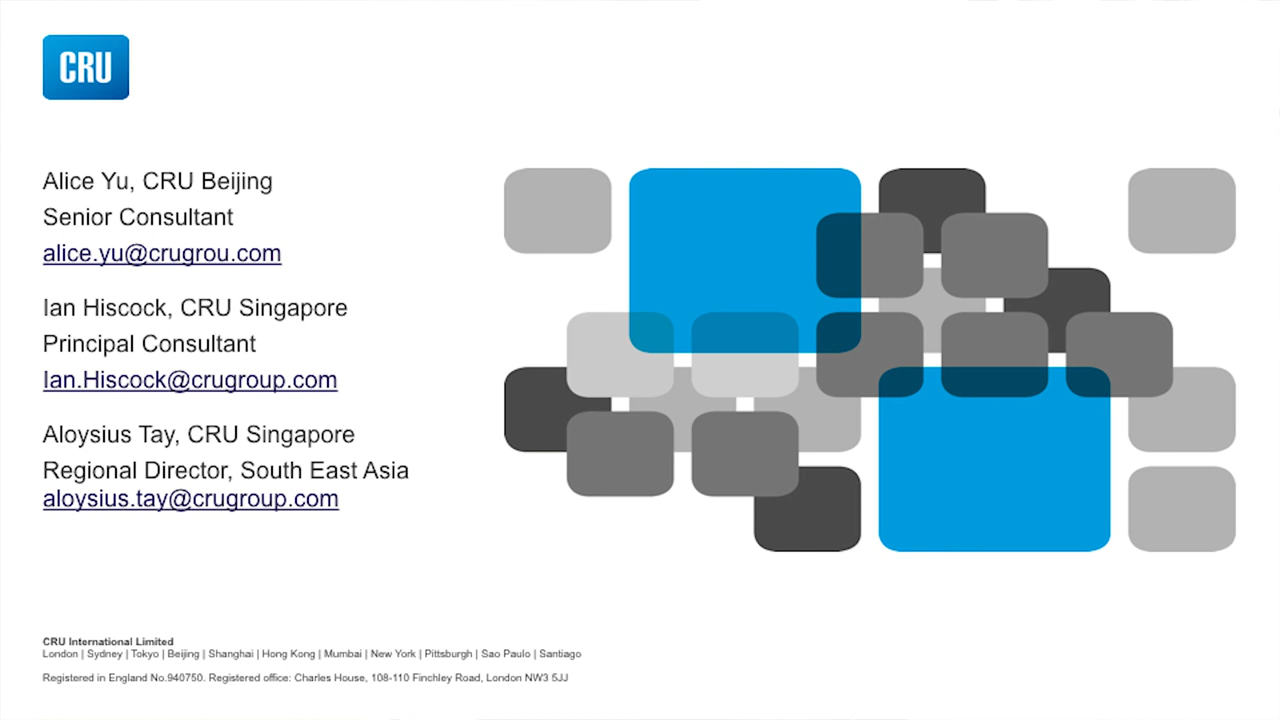 CRU
Alice Yu, CRU Beijing
Senior Consultant
alice.yu@crugrou.com
Ian Hiscock, CRU Singapore
Principal Consultant
Ian.Hiscock@crugroup.com
Aloysius Tay, CRU Singapore
Regional Director, South East Asia
aloysius.tay@crugroup.com
CRU International Limited
London | Sydney | Tokyo | Beijing | Shanghai | Hong Kong | Mumbai | New York | Pittsburgh | Sao Paulo | Santiago
Registered in England No.940750. Registered office: Charles House, 108-110 Finchley Road, London NW3 5JJ